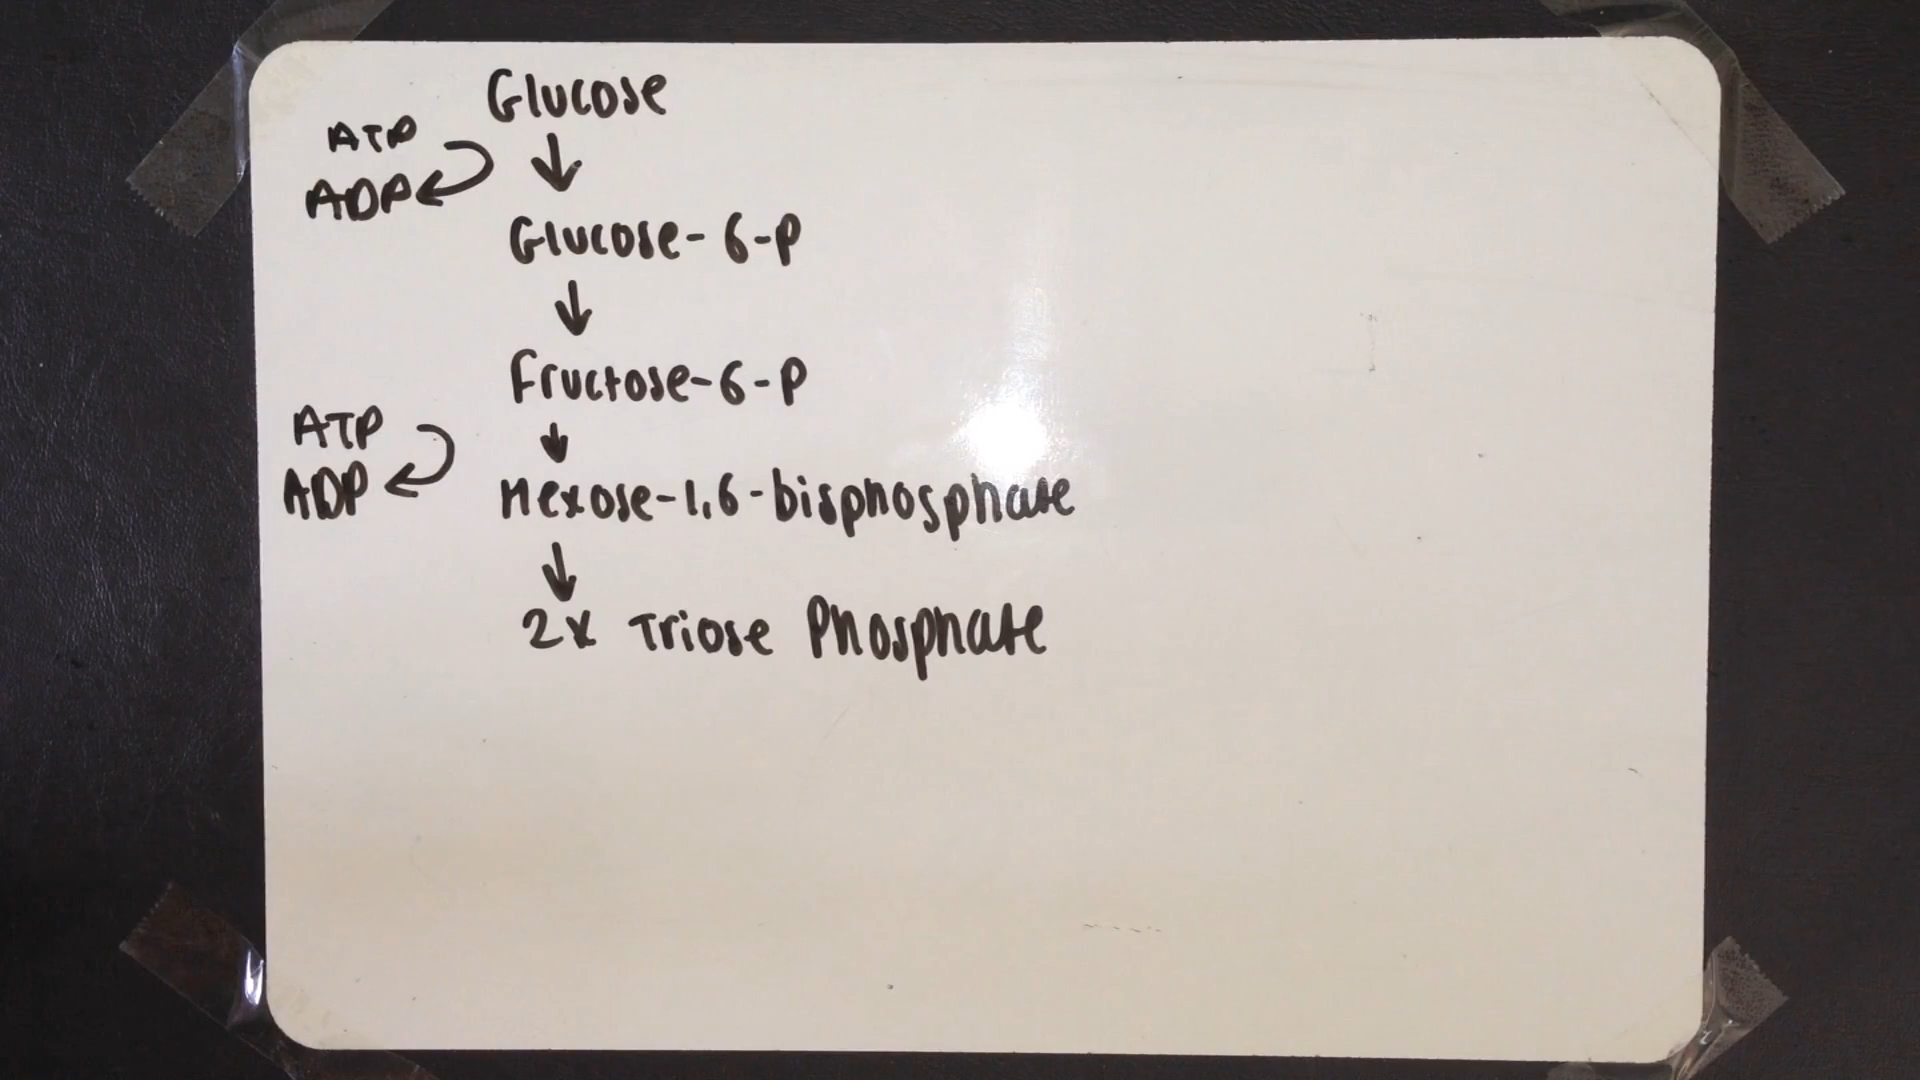 Glucose
ATP
ADP
Glucose-6-P
Fructose-6-P
ATP
ADP
Hexose-1,6-bisphosphate
2x Triose Phosphate